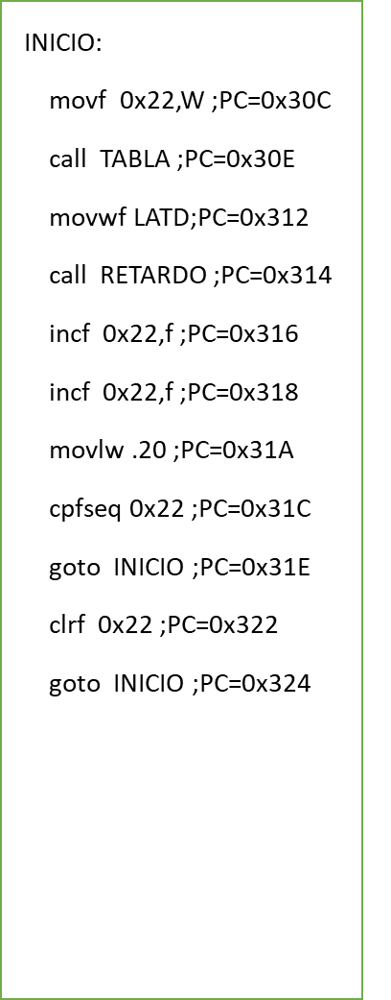 INICIO:
movf 0x22,W ;PC=0x30C
call TABLA ;PC=0x30E
movwf LATD;PC=0x312
call RETARDO ;PC=0x314
incf 0x22,f ;PC=0x316
incf 0x22,f ;PC=0x318
movlw .20 ;PC=0x31A
cpfseq 0x22 ;PC=0x31C
goto INICIO ;PC=0x31E
clrf 0x22 ;PC=0x322
goto INICIO ;PC=0x324